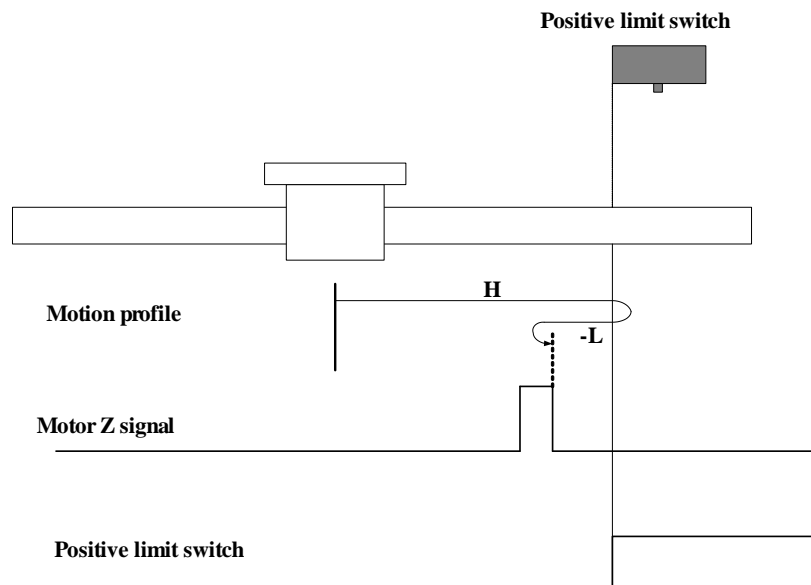 Positive limit switch
H
Motion profile
-L
Motor Z signal
Positive limit switch